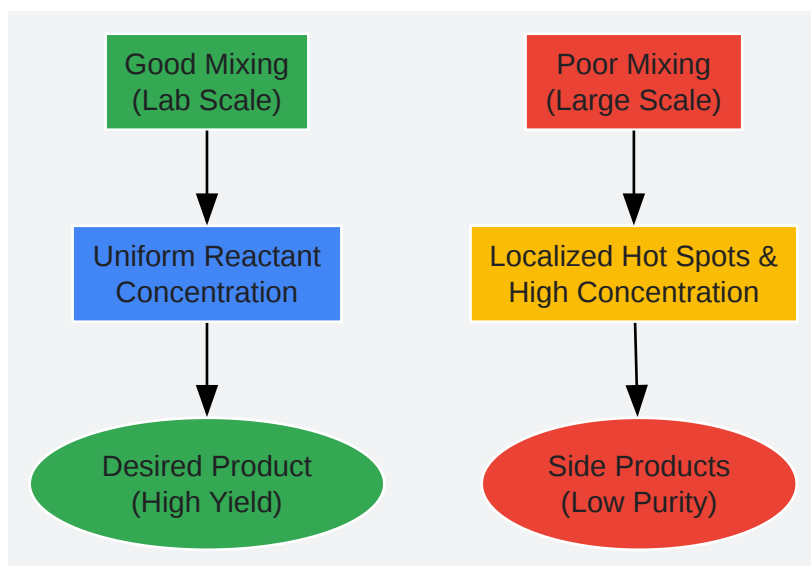 Good Mixing
(Lab Scale)
Poor Mixing
(Large Scale)
Uniform Reactant
Concentration
Localized Hot Spots &
High Concentration
Desired Product
(High Yield)
Side Products
(Low Purity)